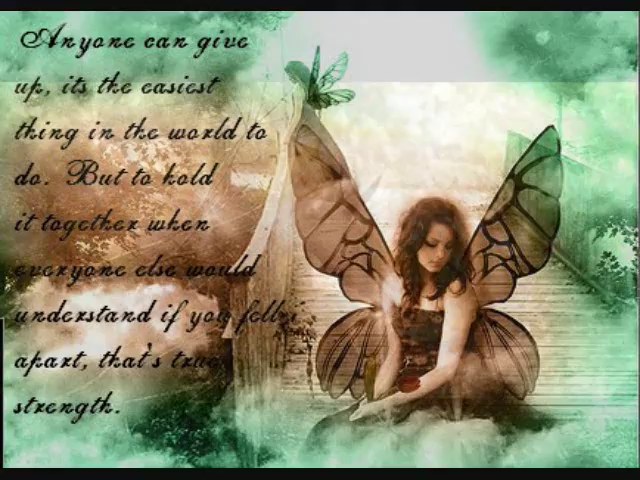 Anyone can give
up, its the easiest
thing in the world to
do. But to hold
it together when
everyone else would
understand if you fell
apart, that's true
strength.